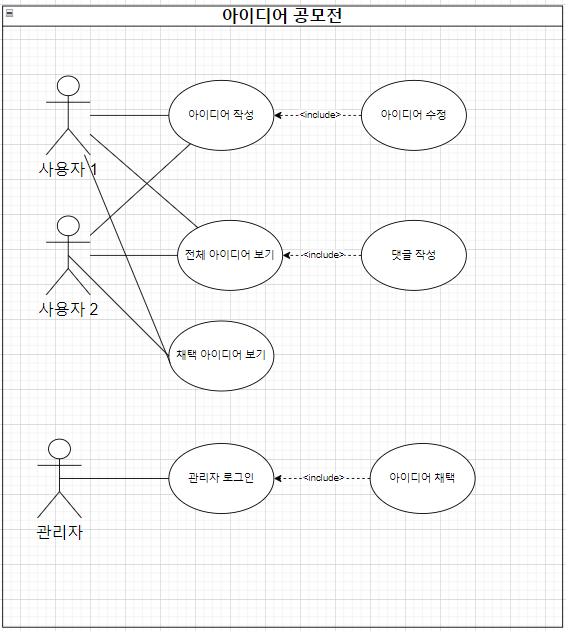 아이디어 공모전
아이디어 작성
<include>
아이디어 수정
사용자 1
전체 아이디어 보기
<include>
댓글 작성
사용자 2
채택 아이디어 보기
관리자 로그인
<include>
아이디어 채택
관리자